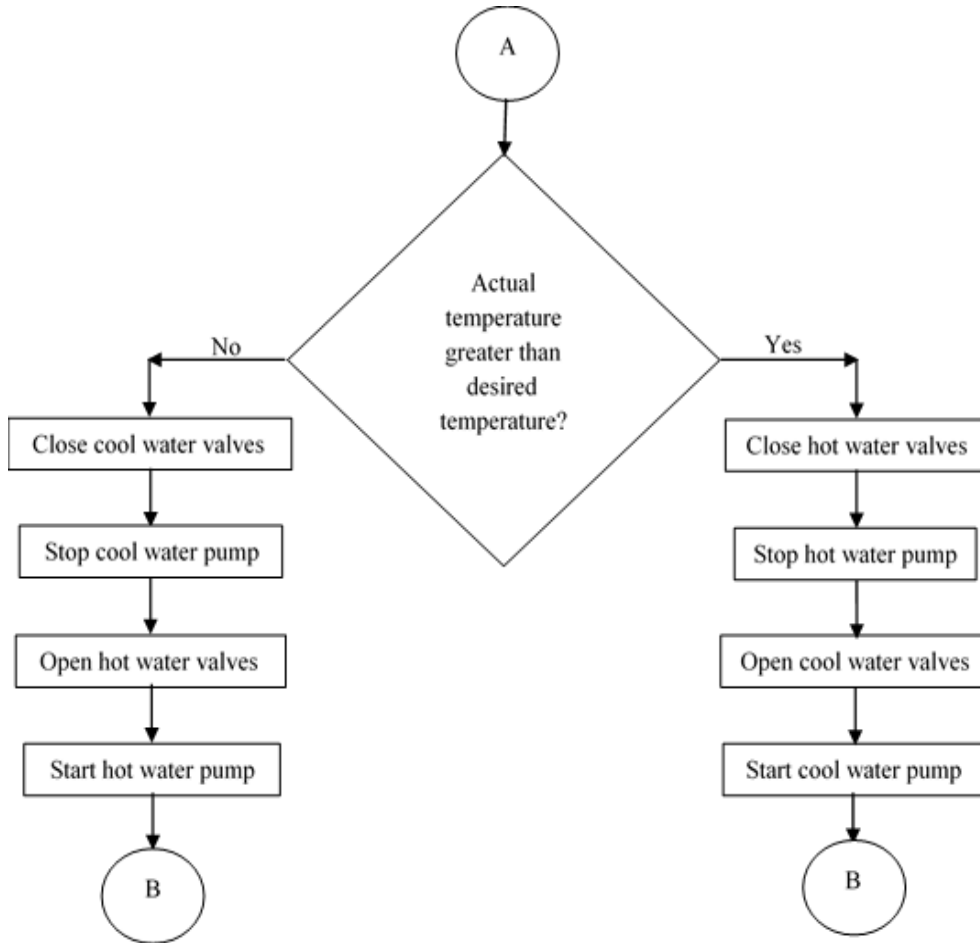 A
Actual
temperature
greater than
desired
temperature?
No
Yes
Close cool water valves
Stop cool water pump
Open hot water valves
Start hot water pump
B
Close hot water valves
Stop hot water pump
Open cool water valves
Start cool water pump
B